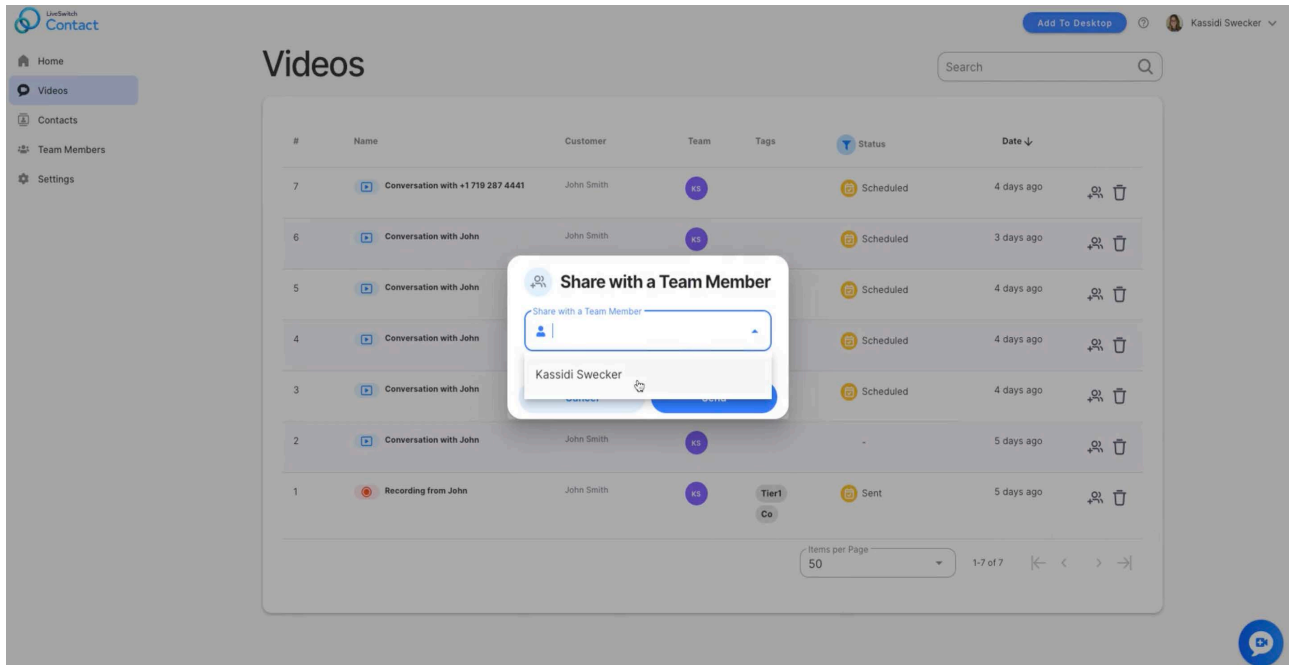 LiveSwitch
Contact
Add To Desktop
Kassidi Swecker
Home
Videos
Contacts
Team Members
Settings
Videos
Search
# Name Customer Team Tags Status Date
7 Conversation with +1 719 287 4441 John Smith KS Scheduled 4 days ago
6 Conversation with John John Smith KS Scheduled 3 days ago
5 Conversation with John Scheduled 4 days ago
4 Conversation with John Scheduled 4 days ago
3 Conversation with John Scheduled 4 days ago
2 Conversation with John John Smith KS - 5 days ago
1 Recording from John John Smith KS Tier1 Sent 5 days ago
Co
Share with a Team Member
Share with a Team Member
Kassidi Swecker
Cancel Send
Items per Page
50 1-7 of 7